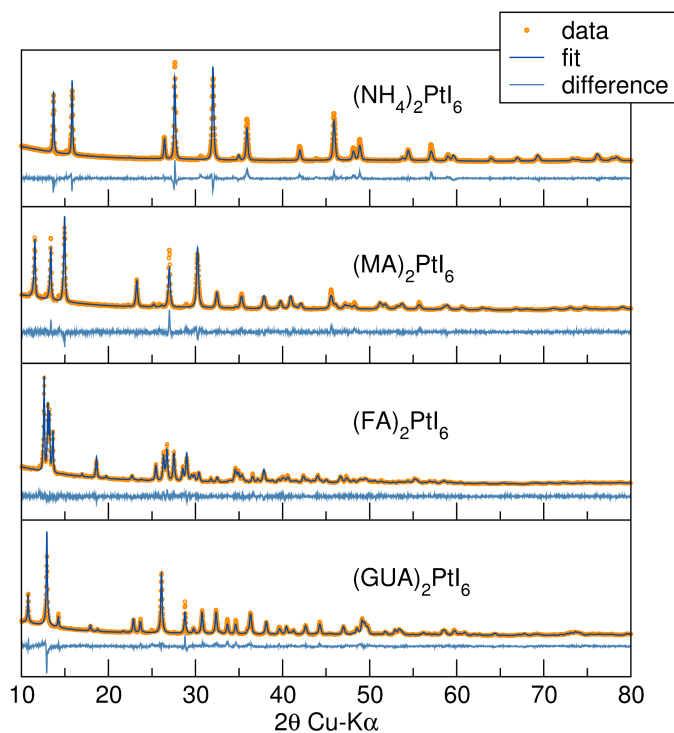 data
fit
difference
(NH₄)₂PtI₆
(MA)₂PtI₆
(FA)₂PtI₆
(GUA)₂PtI₆
10 20 30 40 50 60 70 80
2θ Cu-Kα